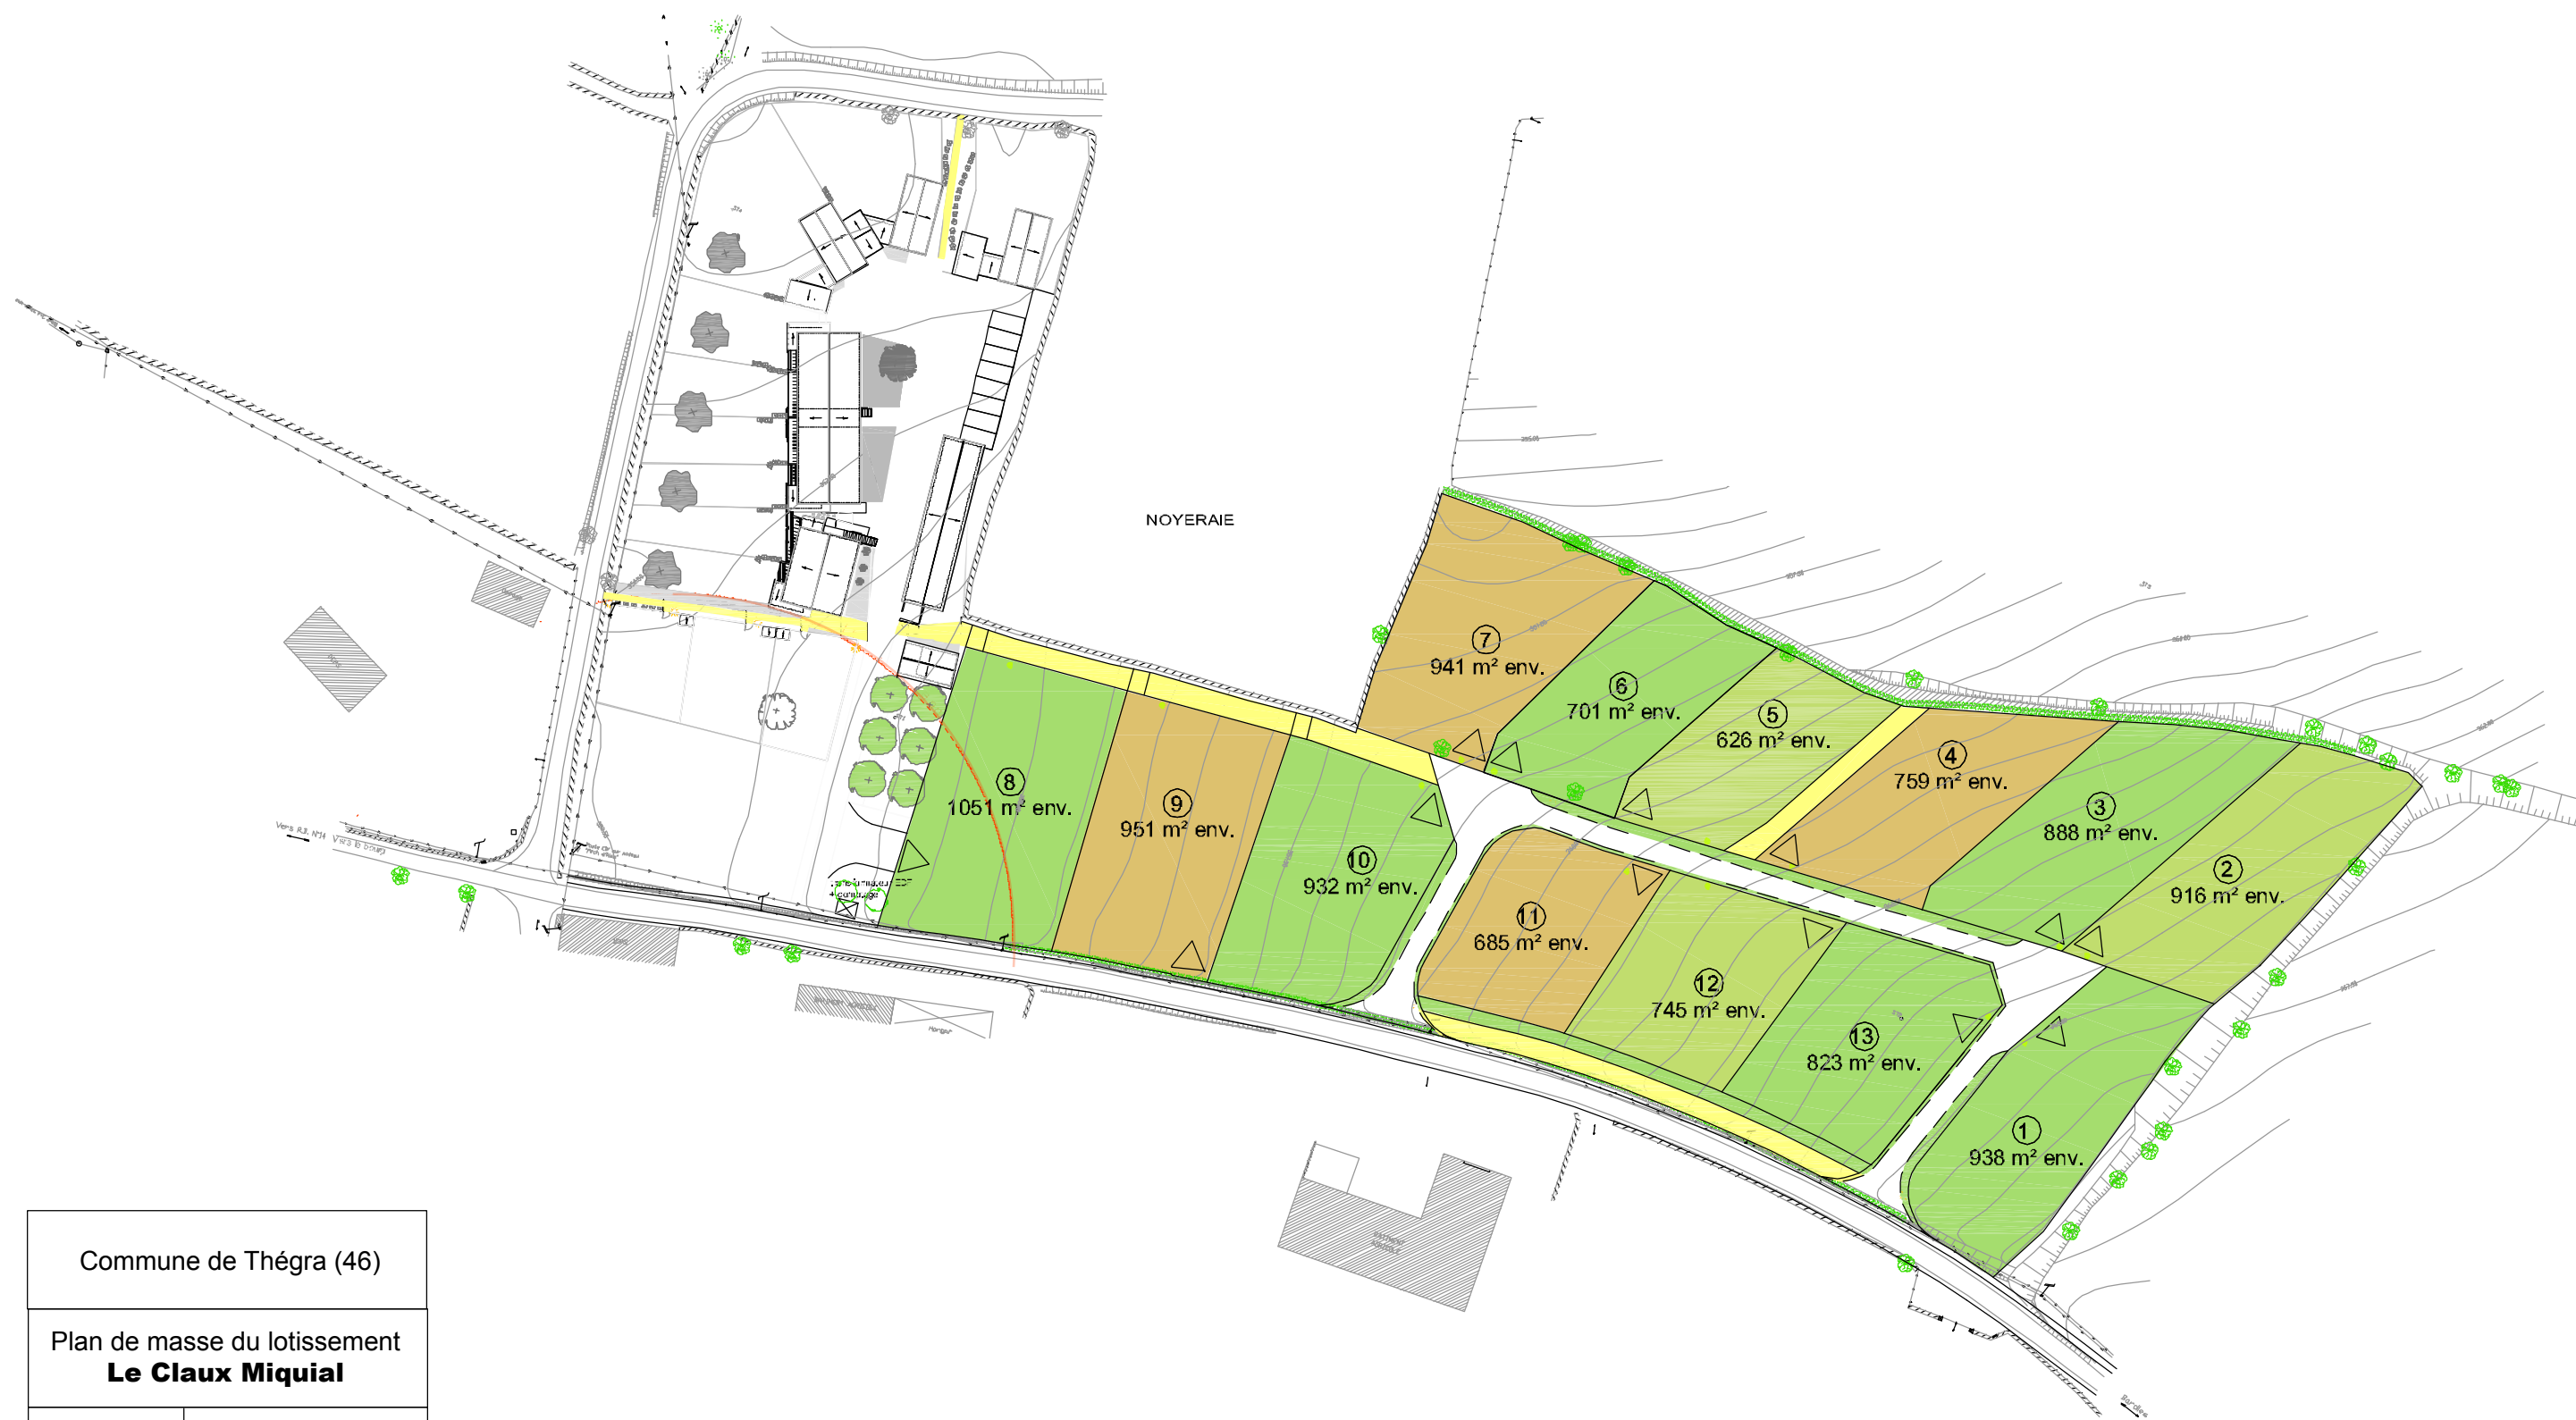 NOYERAIE
7
941 m² env.
6
701 m² env.
5
626 m² env.
4
759 m² env.
3
888 m² env.
2
916 m² env.
8
1051 m² env.
9
951 m² env.
10
932 m² env.
11
685 m² env.
12
745 m² env.
13
823 m² env.
1
938 m² env.
Hangar
Commune de Thégra (46)
Plan de masse du lotissement
Le Claux Miquial